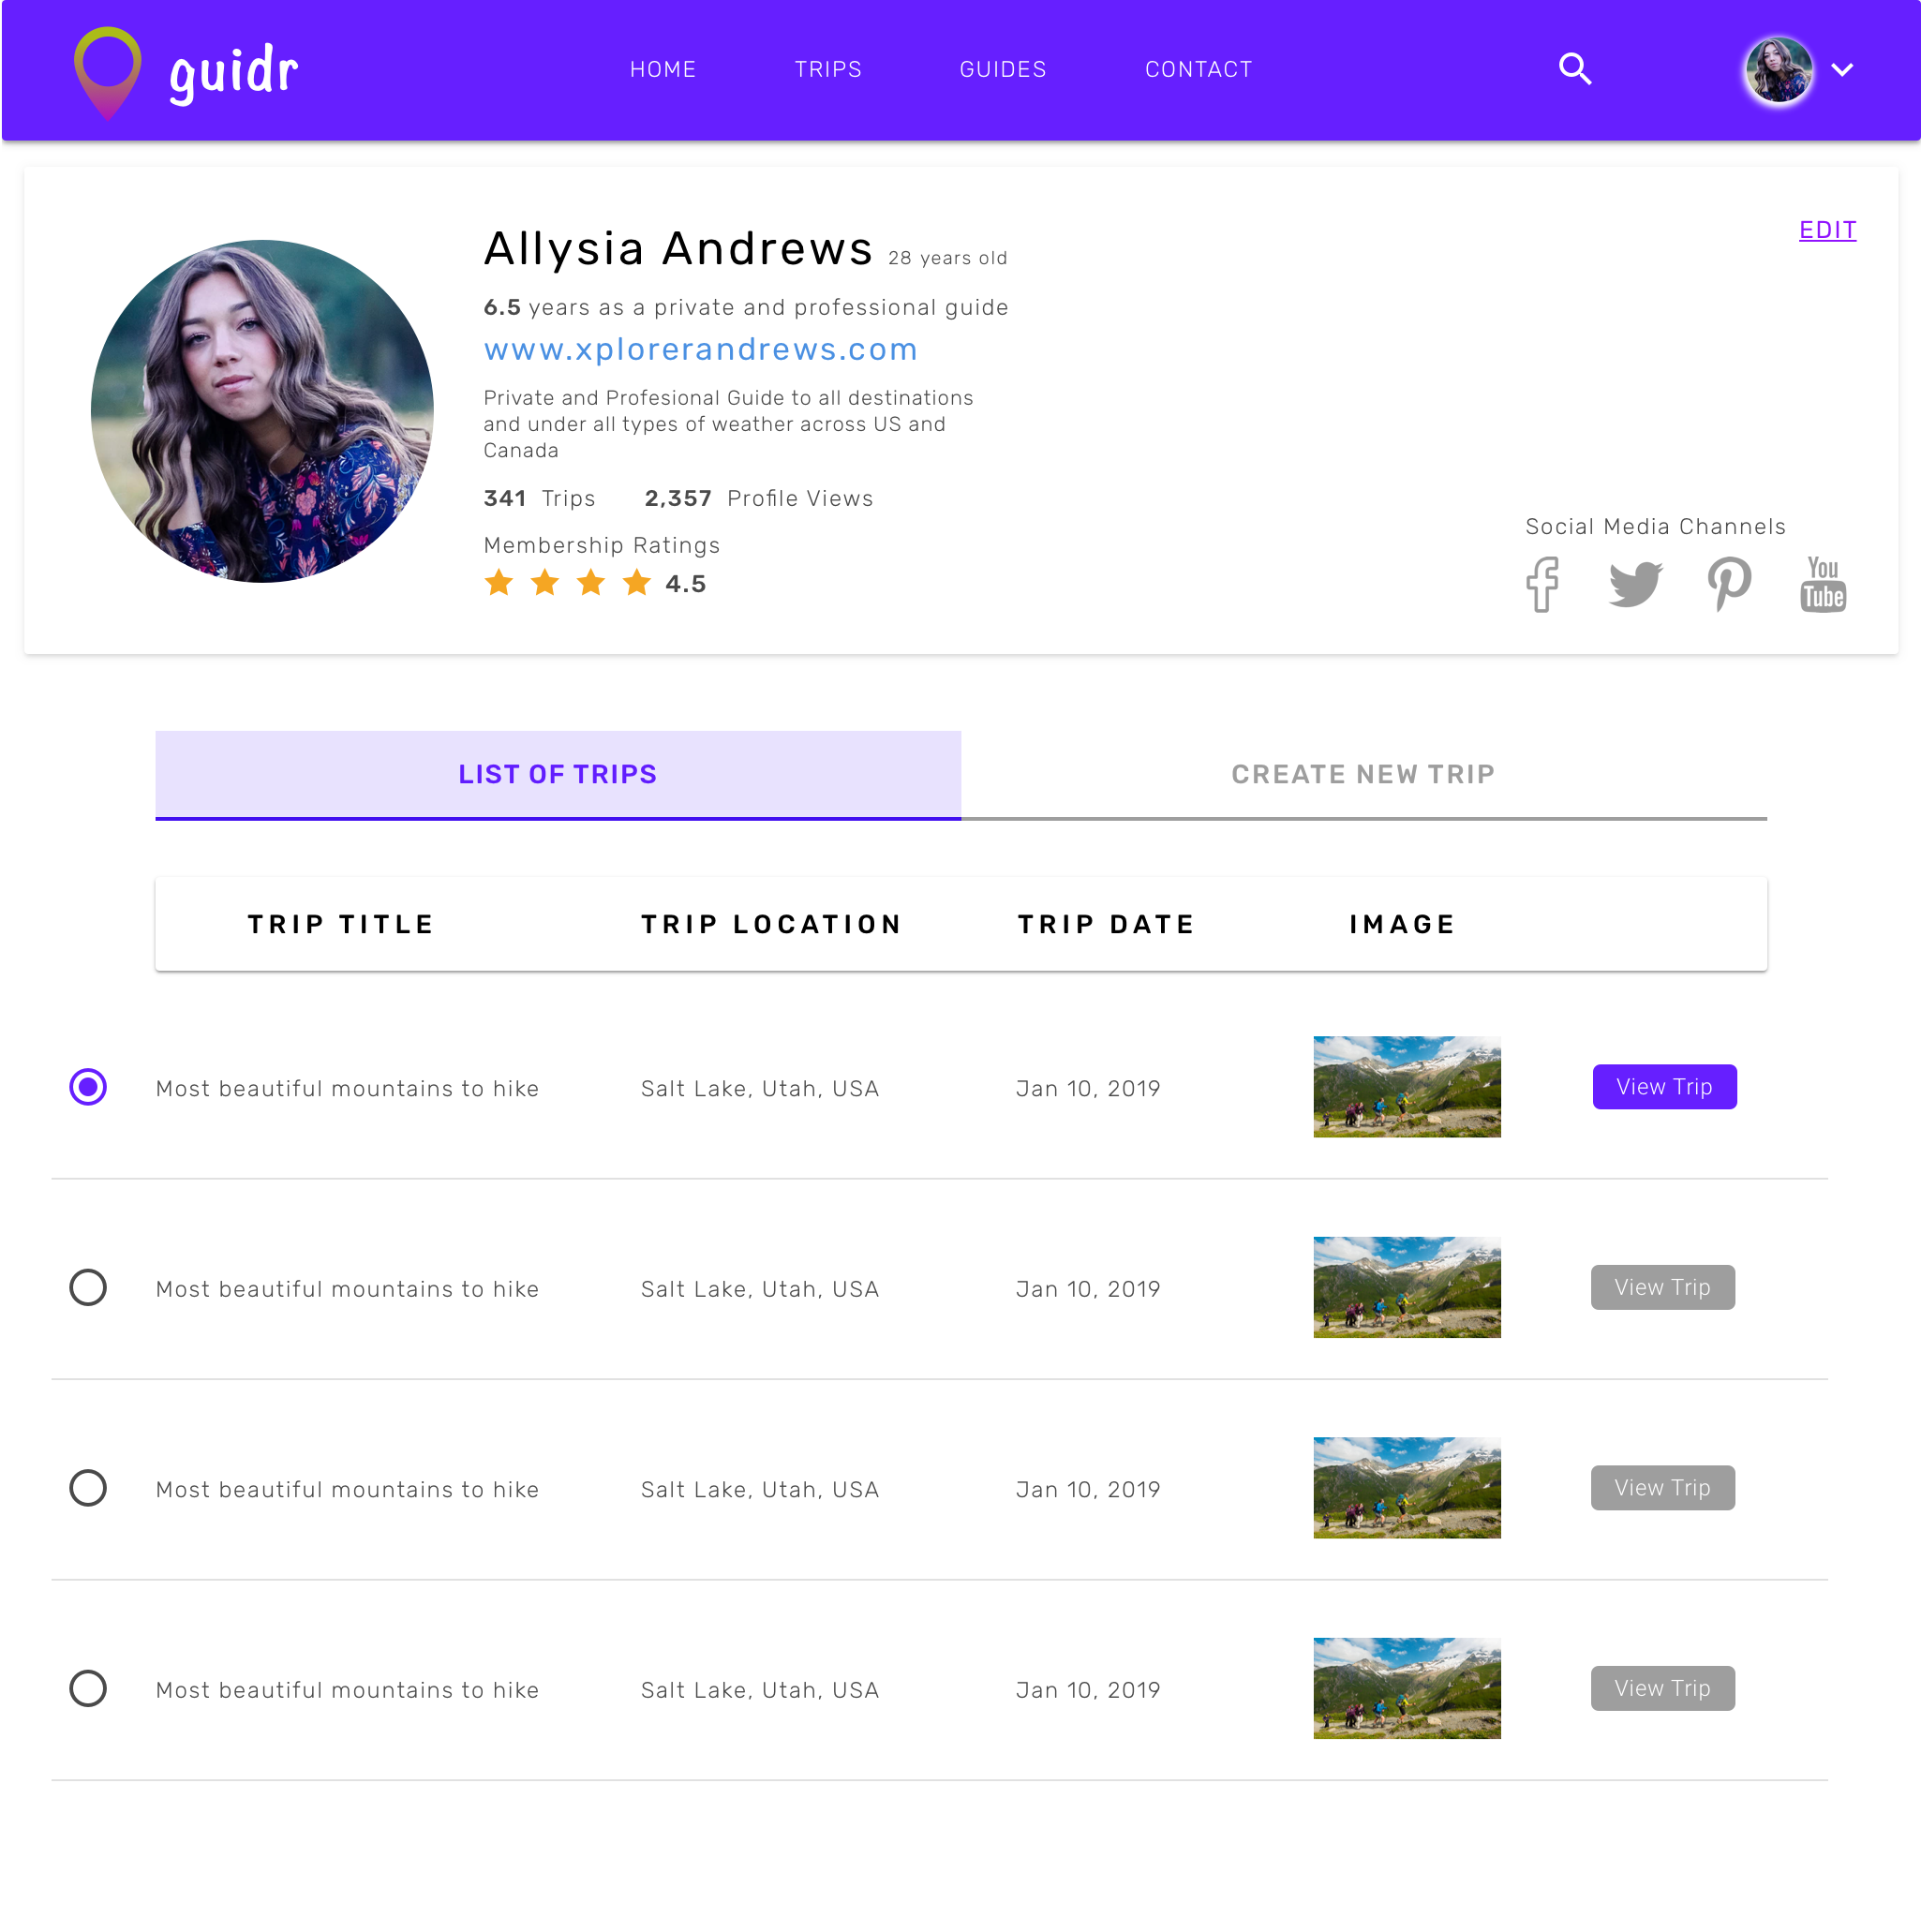 guidr
HOME TRIPS GUIDES CONTACT
EDIT
Allysia Andrews 28 years old
6.5 years as a private and professional guide
www.xplorerandrews.com
Private and Profesional Guide to all destinations
and under all types of weather across US and
Canada
341 Trips 2,357 Profile Views
Membership Ratings
4.5
Social Media Channels
You
Tube
LIST OF TRIPS CREATE NEW TRIP
TRIP TITLE TRIP LOCATION TRIP DATE IMAGE
Most beautiful mountains to hike Salt Lake, Utah, USA Jan 10, 2019 View Trip
Most beautiful mountains to hike Salt Lake, Utah, USA Jan 10, 2019 View Trip
Most beautiful mountains to hike Salt Lake, Utah, USA Jan 10, 2019 View Trip
Most beautiful mountains to hike Salt Lake, Utah, USA Jan 10, 2019 View Trip